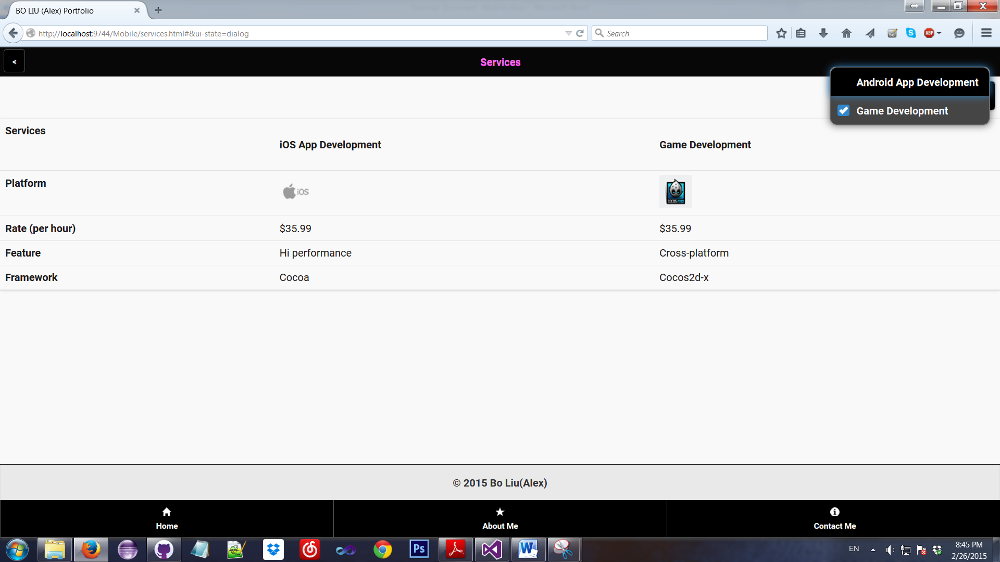 BO LIU (Alex) Portfolio
http://localhost:9744/Mobile/services.html#&ui-state=dialog
Search
ABP
<
Services
Android App Development
Game Development
Services
iOS App Development
Game Development
Platform
iOS
Rate (per hour)
$35.99
$35.99
Feature
Hi performance
Cross-platform
Framework
Cocoa
Cocos2d-x
© 2015 Bo Liu(Alex)
Home
About Me
Contact Me
Ps
W
EN
8:45 PM
2/26/2015